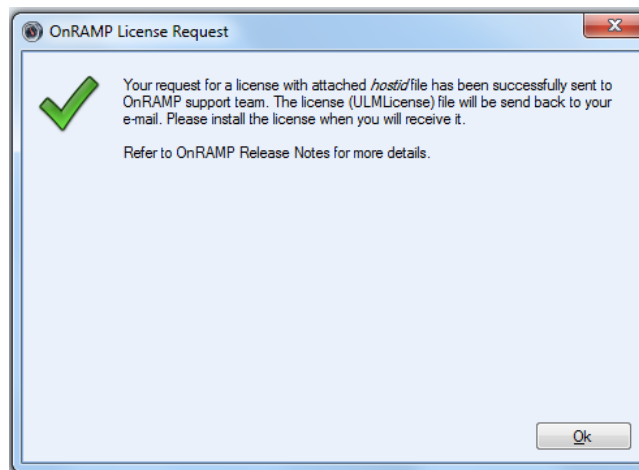 OnRAMP License Request
Your request for a license with attached hostid file has been successfully sent to
OnRAMP support team. The license (ULMLicense) file will be send back to your
e-mail. Please install the license when you will receive it.
Refer to OnRAMP Release Notes for more details.
Ok